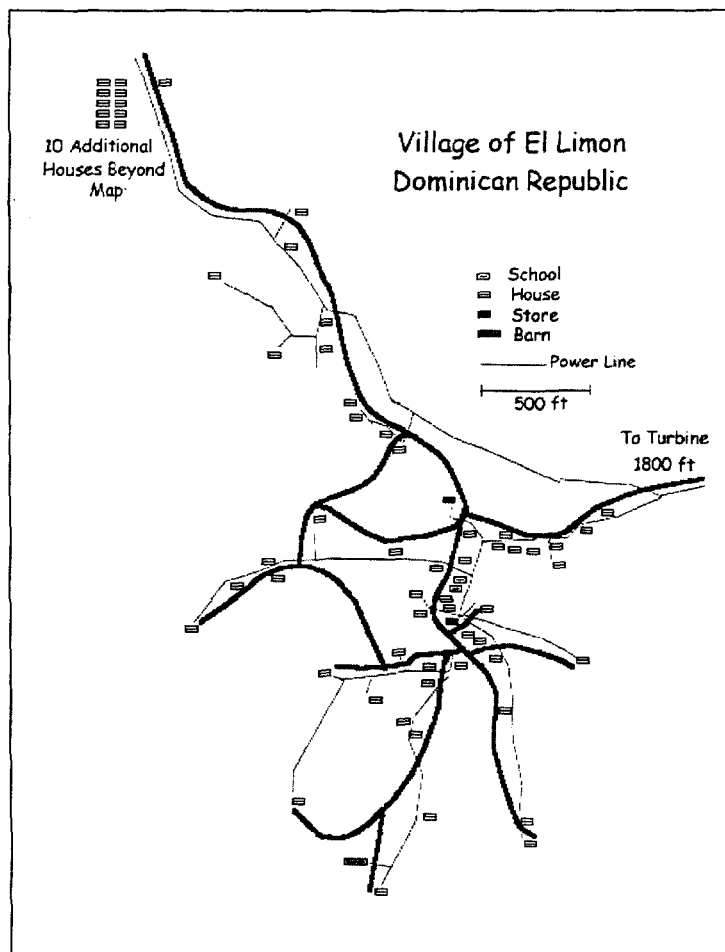 Village of El Limon
Dominican Republic
10 Additional
Houses Beyond
Map
School
House
Store
Barn
Power Line
500 ft
To Turbine
1800 ft